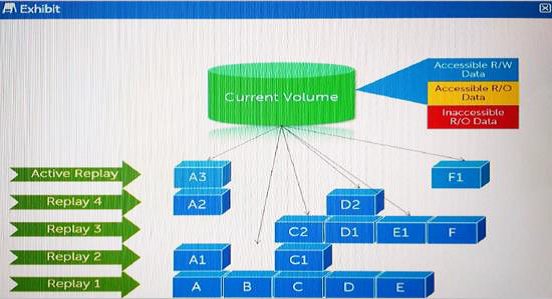 Exhibit
Accessible R/W
Data
Accessible R/O
Data
Inaccessible
R/O Data
Current Volume
Active Replay A3 F1
Replay 4 A2 D2
Replay 3 C2 D1 E1 F
Replay 2 A1 C1
Replay 1 A B C D E